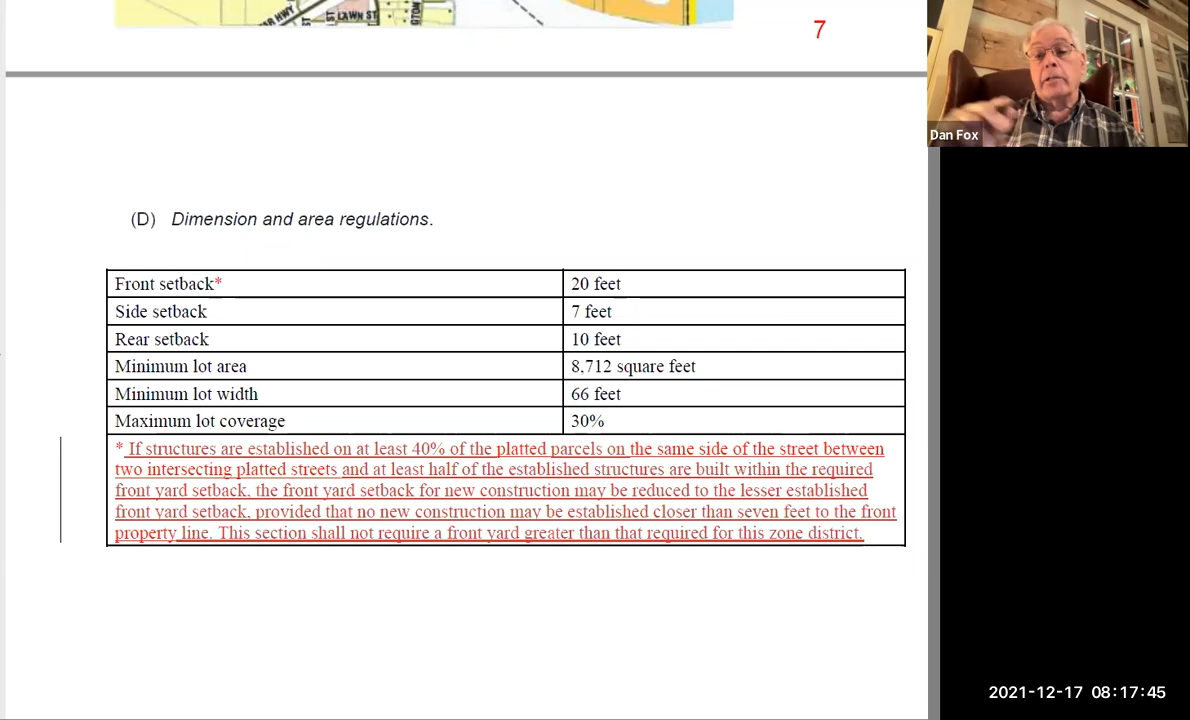 ST LAWN ST
7
Dan Fox
(D) Dimension and area regulations.
Front setback* 20 feet
Side setback 7 feet
Rear setback 10 feet
Minimum lot area 8,712 square feet
Minimum lot width 66 feet
Maximum lot coverage 30%
* If structures are established on at least 40% of the platted parcels on the same side of the street between
two intersecting platted streets and at least half of the established structures are built within the required
front yard setback, the front yard setback for new construction may be reduced to the lesser established
front yard setback, provided that no new construction may be established closer than seven feet to the front
property line. This section shall not require a front yard greater than that required for this zone district.
2021-12-17 08:17:45